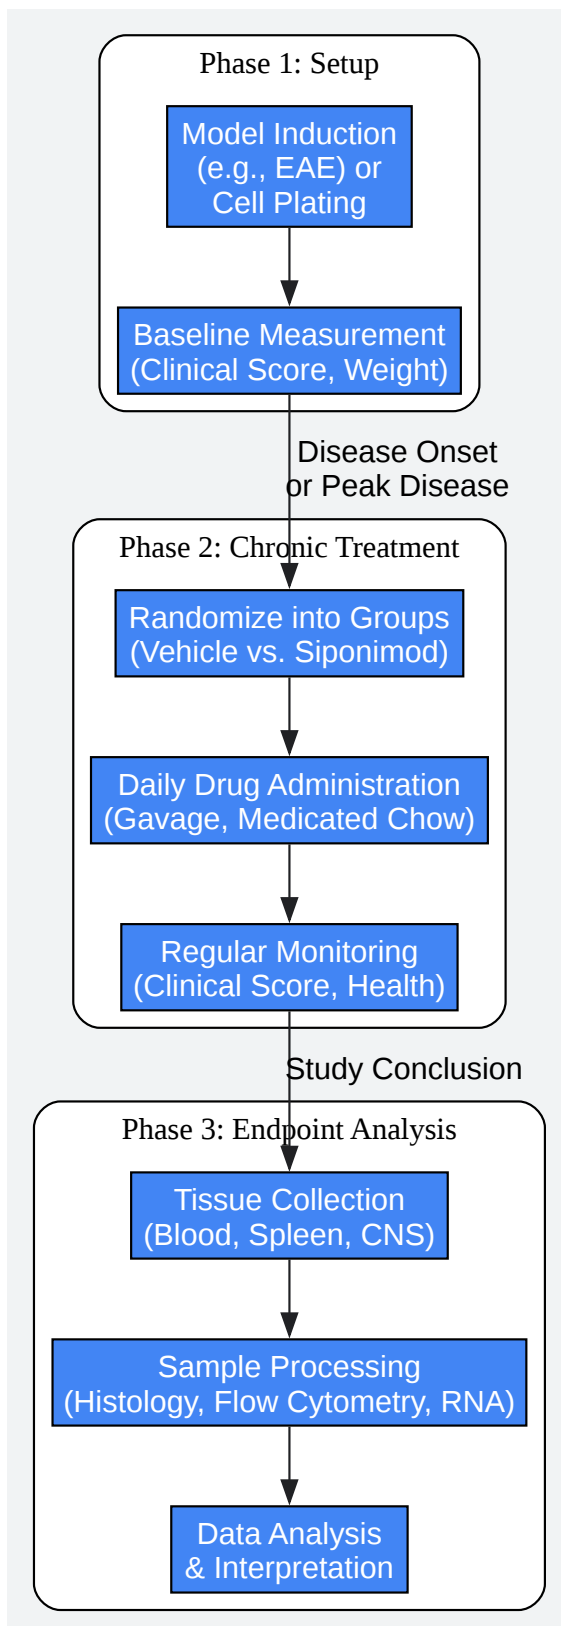 Phase 1: Setup
Model Induction
(e.g., EAE) or
Cell Plating
Baseline Measurement
(Clinical Score, Weight)
Disease Onset
or Peak Disease
Phase 2: Chronic Treatment
Randomize into Groups
(Vehicle vs. Siponimod)
Daily Drug Administration
(Gavage, Medicated Chow)
Regular Monitoring
(Clinical Score, Health)
Study Conclusion
Phase 3: Endpoint Analysis
Tissue Collection
(Blood, Spleen, CNS)
Sample Processing
(Histology, Flow Cytometry, RNA)
Data Analysis
& Interpretation